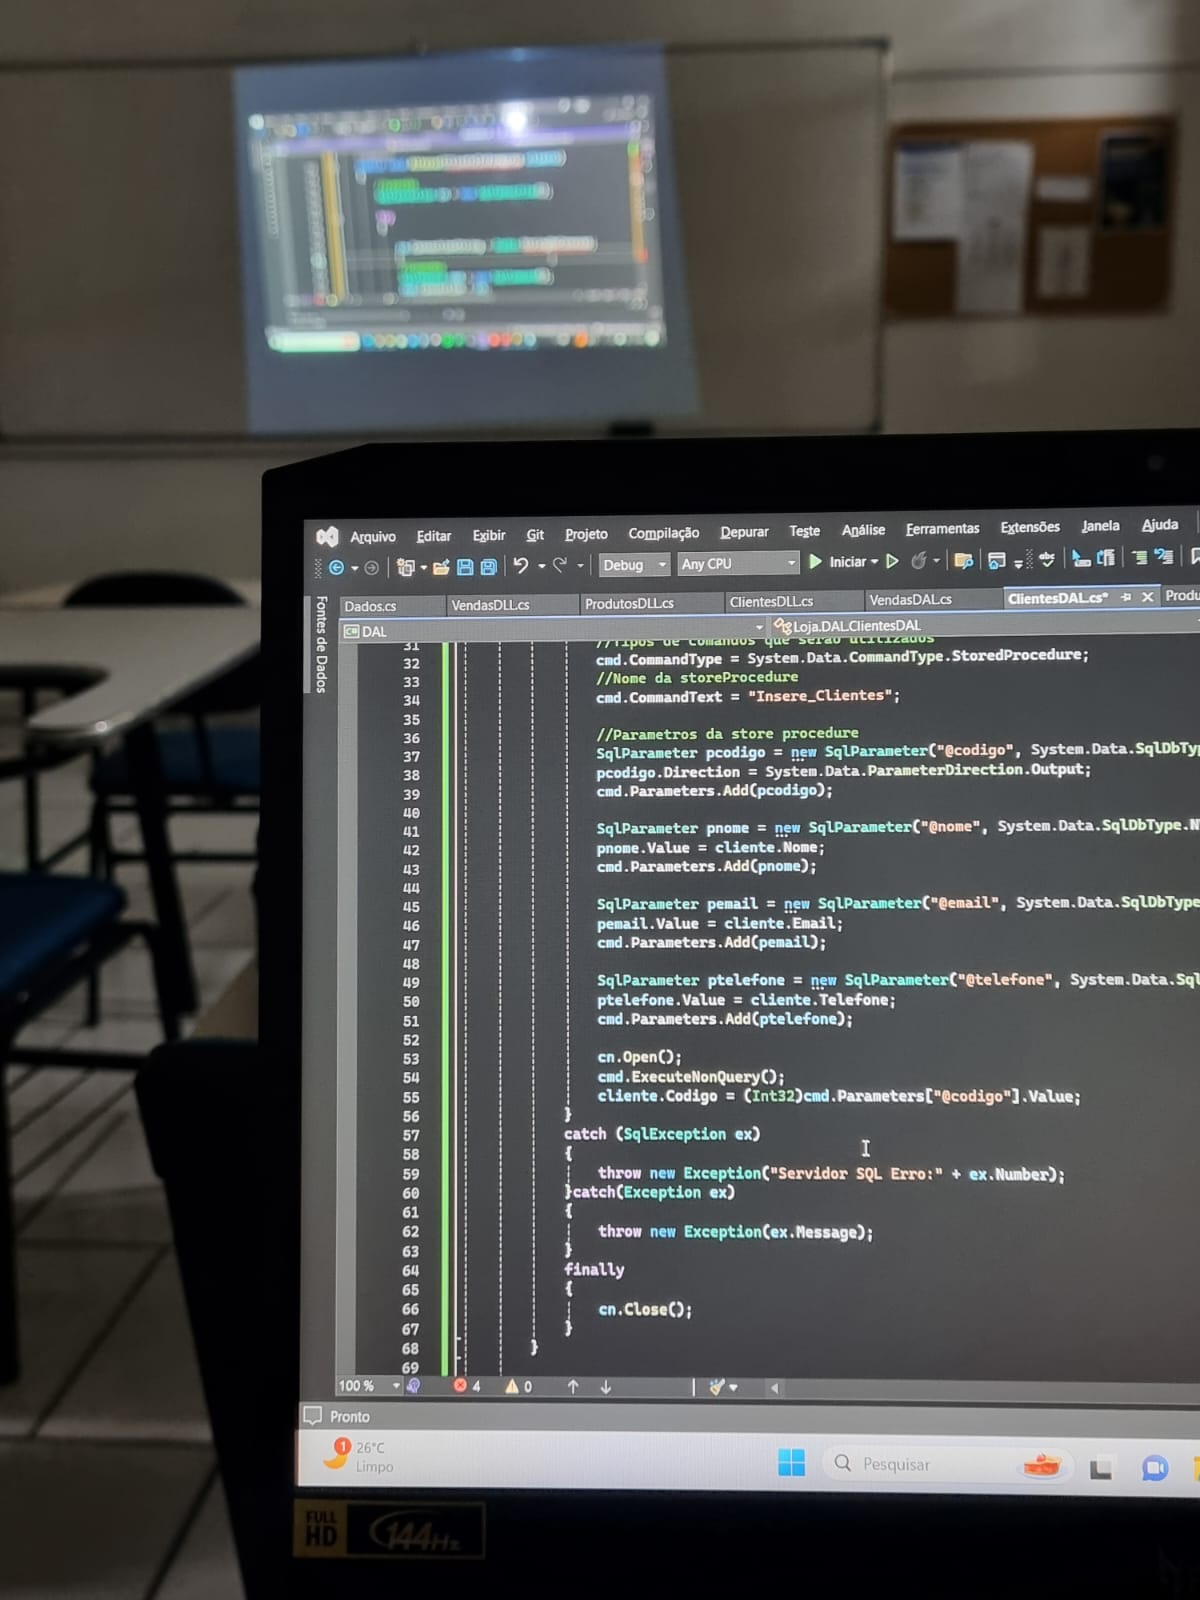 Arquivo Editar Exibir Git Projeto Compilação Depurar Teste Análise Ferramentas Extensões Janela Ajuda
Debug Any CPU Iniciar
Fontes de Dados
Dados.cs VendasDLL.cs ProdutosDLL.cs ClientesDLL.cs VendasDAL.cs ClientesDAL.cs* Produ
DAL Loja.DAL.ClientesDAL
31 //Tipos de comandos que serão utilizados
32 cmd.CommandType = System.Data.CommandType.StoredProcedure;
33 //Nome da storeProcedure
34 cmd.CommandText = "Insere_Clientes";
35
36 //Parametros da store procedure
37 SqlParameter pcodigo = new SqlParameter("@codigo", System.Data.SqlDbTyp
38 pcodigo.Direction = System.Data.ParameterDirection.Output;
39 cmd.Parameters.Add(pcodigo);
40
41 SqlParameter pnome = new SqlParameter("@nome", System.Data.SqlDbType.N
42 pnome.Value = cliente.Nome;
43 cmd.Parameters.Add(pnome);
44
45 SqlParameter pemail = new SqlParameter("@email", System.Data.SqlDbType
46 pemail.Value = cliente.Email;
47 cmd.Parameters.Add(pemail);
48
49 SqlParameter ptelefone = new SqlParameter("@telefone", System.Data.Sql
50 ptelefone.Value = cliente.Telefone;
51 cmd.Parameters.Add(ptelefone);
52
53 cn.Open();
54 cmd.ExecuteNonQuery();
55 cliente.Codigo = (Int32)cmd.Parameters["@codigo"].Value;
56 }
57 catch (SqlException ex)
58 {
59 throw new Exception("Servidor SQL Erro:" + ex.Number);
60 }catch(Exception ex)
61 {
62 throw new Exception(ex.Message);
63 }
64 finally
65 {
66 cn.Close();
67 }
68 }
69
100 % 4 0
Pronto
1 26°C
Limpo
Pesquisar
FULL HD 144Hz